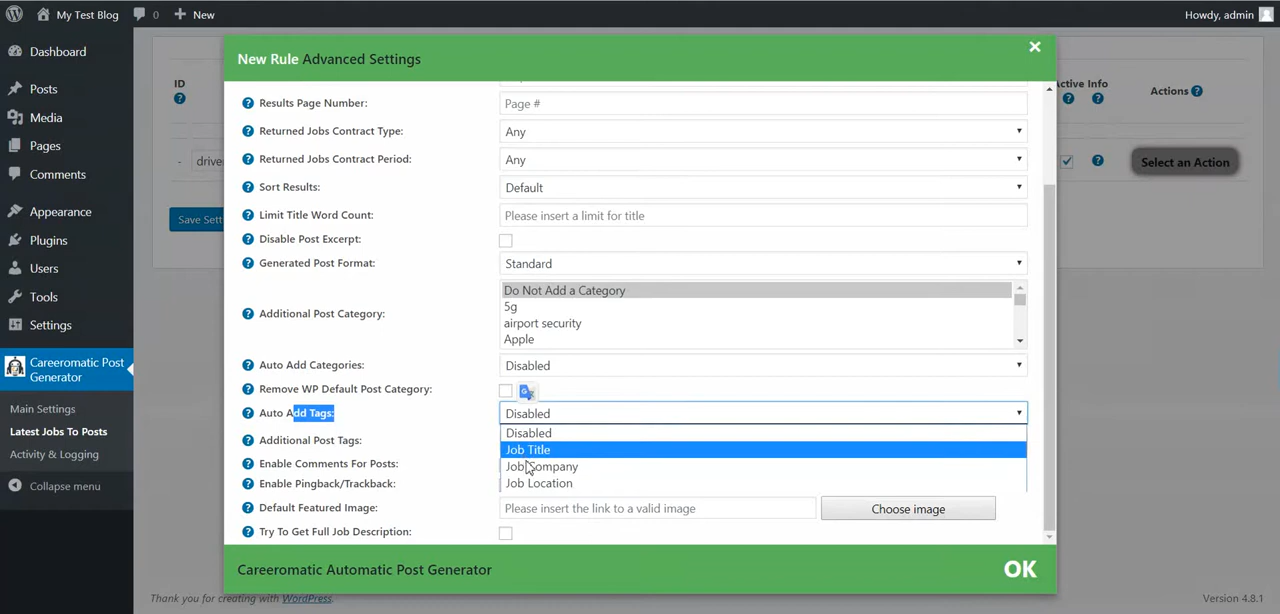 My Test Blog 0 New Howdy, admin
Dashboard
Posts
Media
Pages
Comments
Appearance
Plugins
Users
Tools
Settings
Careeromatic Post
Generator
Main Settings
Latest Jobs To Posts
Activity & Logging
Collapse menu
ID
Info
Actions
Select an Action
New Rule Advanced Settings
Results Page Number: Page #
Returned Jobs Contract Type: Any
Returned Jobs Contract Period: Any
Sort Results: Default
Limit Title Word Count: Please insert a limit for title
Disable Post Excerpt:
Generated Post Format: Standard
Additional Post Category: Do Not Add a Category
5g
airport security
Apple
Auto Add Categories: Disabled
Remove WP Default Post Category:
Auto Add Tags: Disabled
Disabled
Additional Post Tags: Job Title
Enable Comments For Posts: Job Company
Enable Pingback/Trackback: Job Location
Default Featured Image: Please insert the link to a valid image Choose image
Try To Get Full Job Description:
Careeromatic Automatic Post Generator OK
Thank you for creating with WordPress. Version 4.8.1